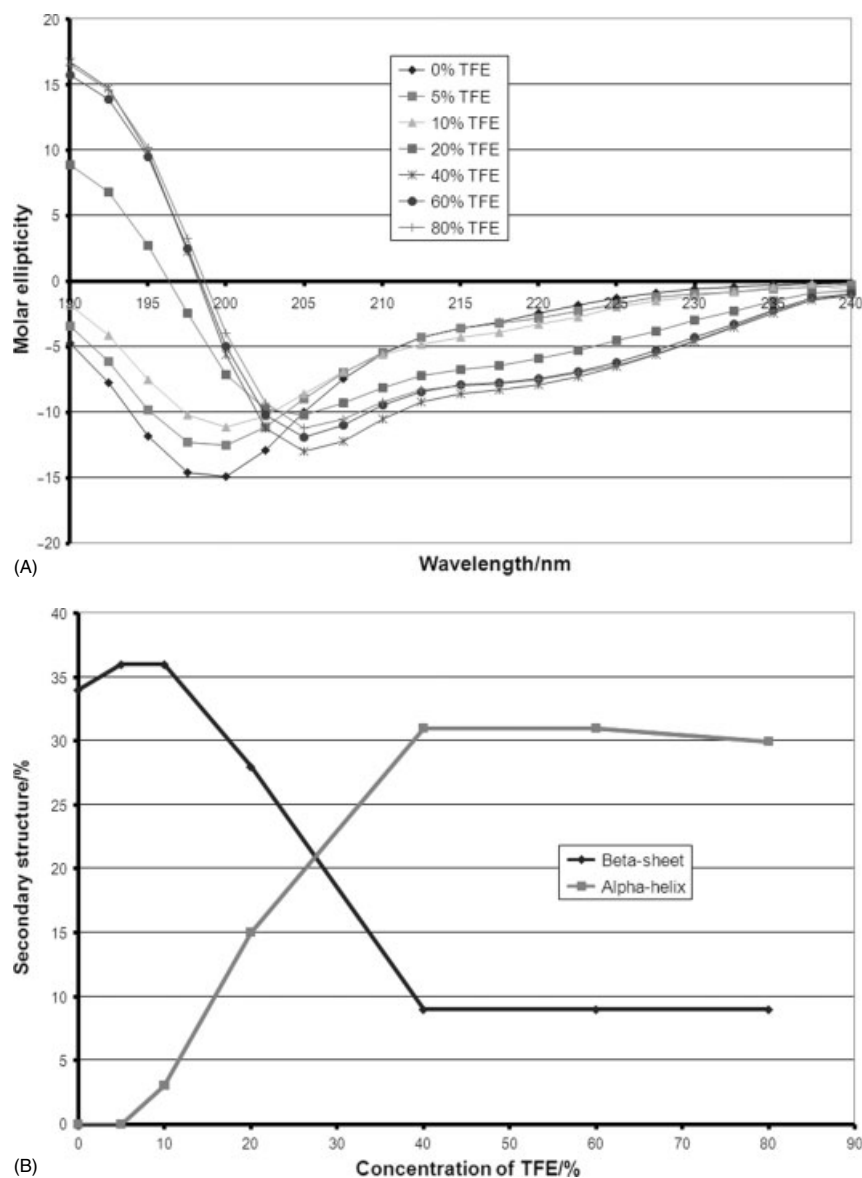 20
15
10
5
0
−5
−10
−15
−20
Molar ellipticity
0% TFE
5% TFE
10% TFE
20% TFE
40% TFE
60% TFE
80% TFE
190 195 200 205 210 215 220 225 230 235 240
Wavelength/nm
(A)
40
35
30
25
20
15
10
5
0
Secondary structure/%
Beta-sheet
Alpha-helix
0 10 20 30 40 50 60 70 80 90
Concentration of TFE/%
(B)